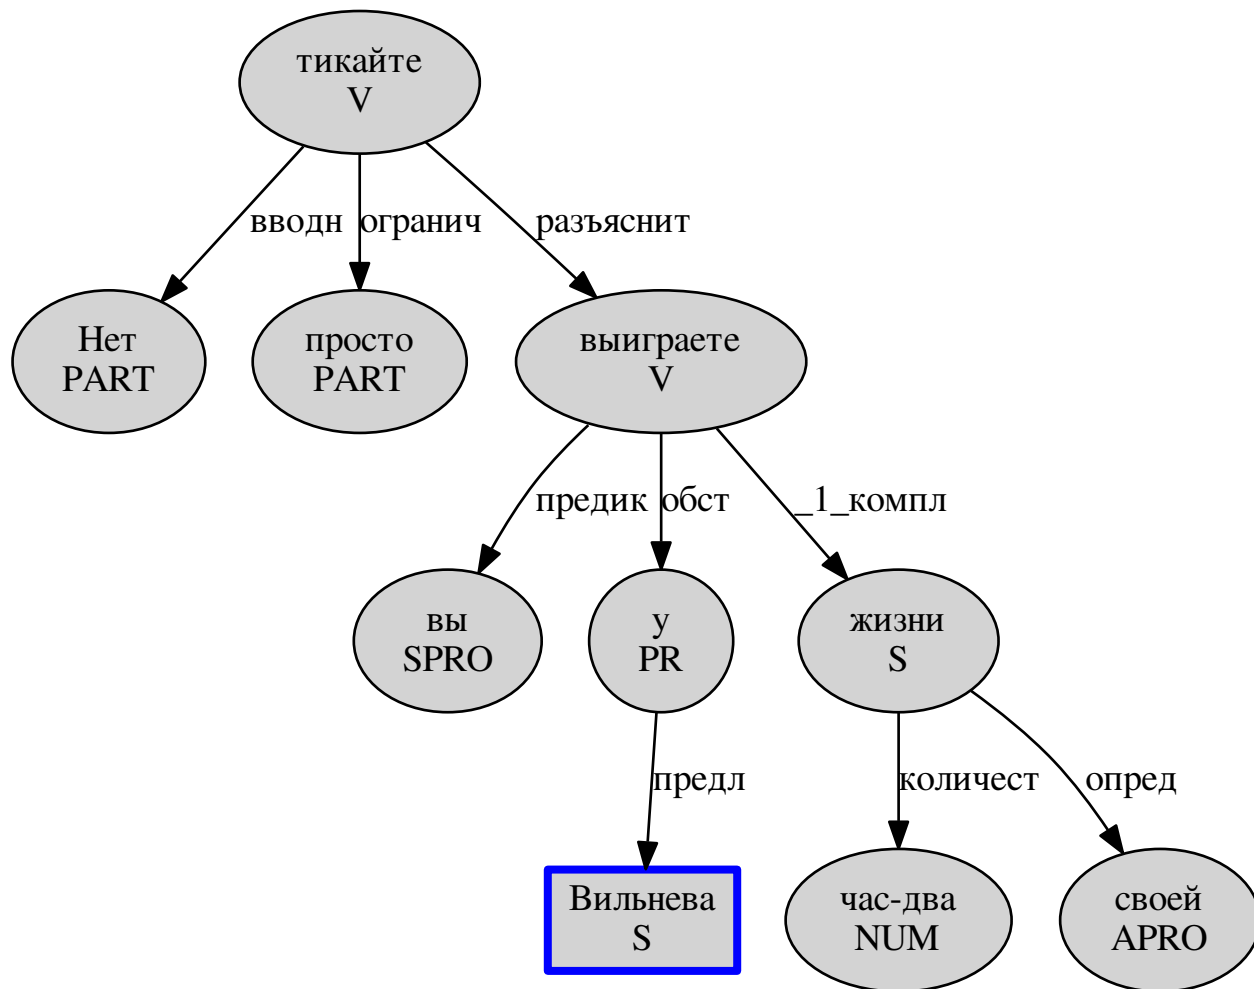 тикайте
V
вводн
огранич
разъяснит
Нет
PART
просто
PART
выиграете
V
предик
обст
_1_компл
вы
SPRO
у
PR
жизни
S
предл
количест
опред
Вильнева
S
час-два
NUM
своей
APRO